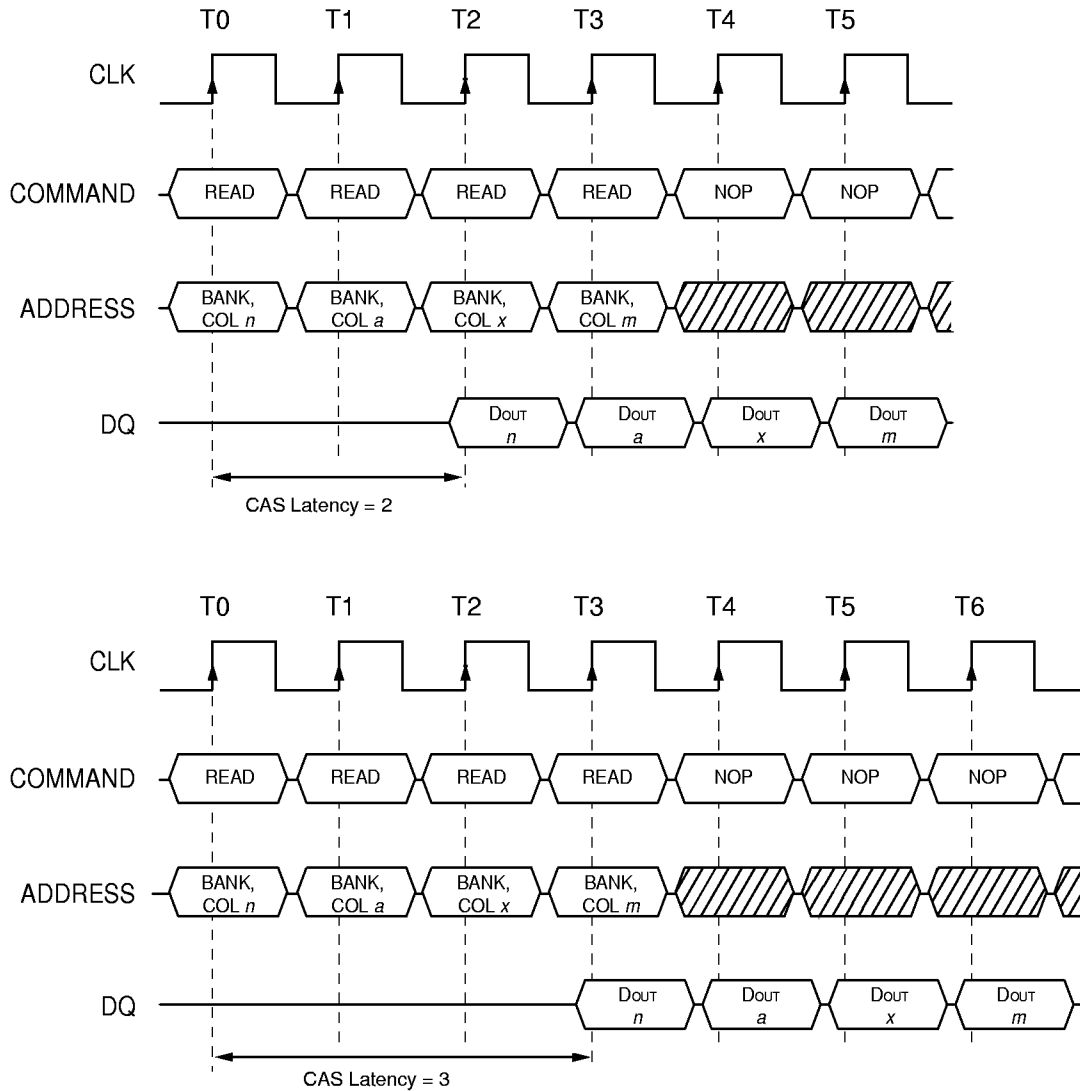 T0 T1 T2 T3 T4 T5
CLK
COMMAND READ READ READ READ NOP NOP
BANK, BANK, BANK, BANK,
ADDRESS
COL n COL a COL x COL m
DQ
DOUT DOUT DOUT DOUT
n a x m
CAS Latency = 2
T0 T1 T2 T3 T4 T5 T6
CLK
COMMAND READ READ READ READ NOP NOP NOP
BANK, BANK, BANK, BANK,
ADDRESS
COL n COL a COL x COL m
DQ
DOUT DOUT DOUT DOUT
n a x m
CAS Latency = 3